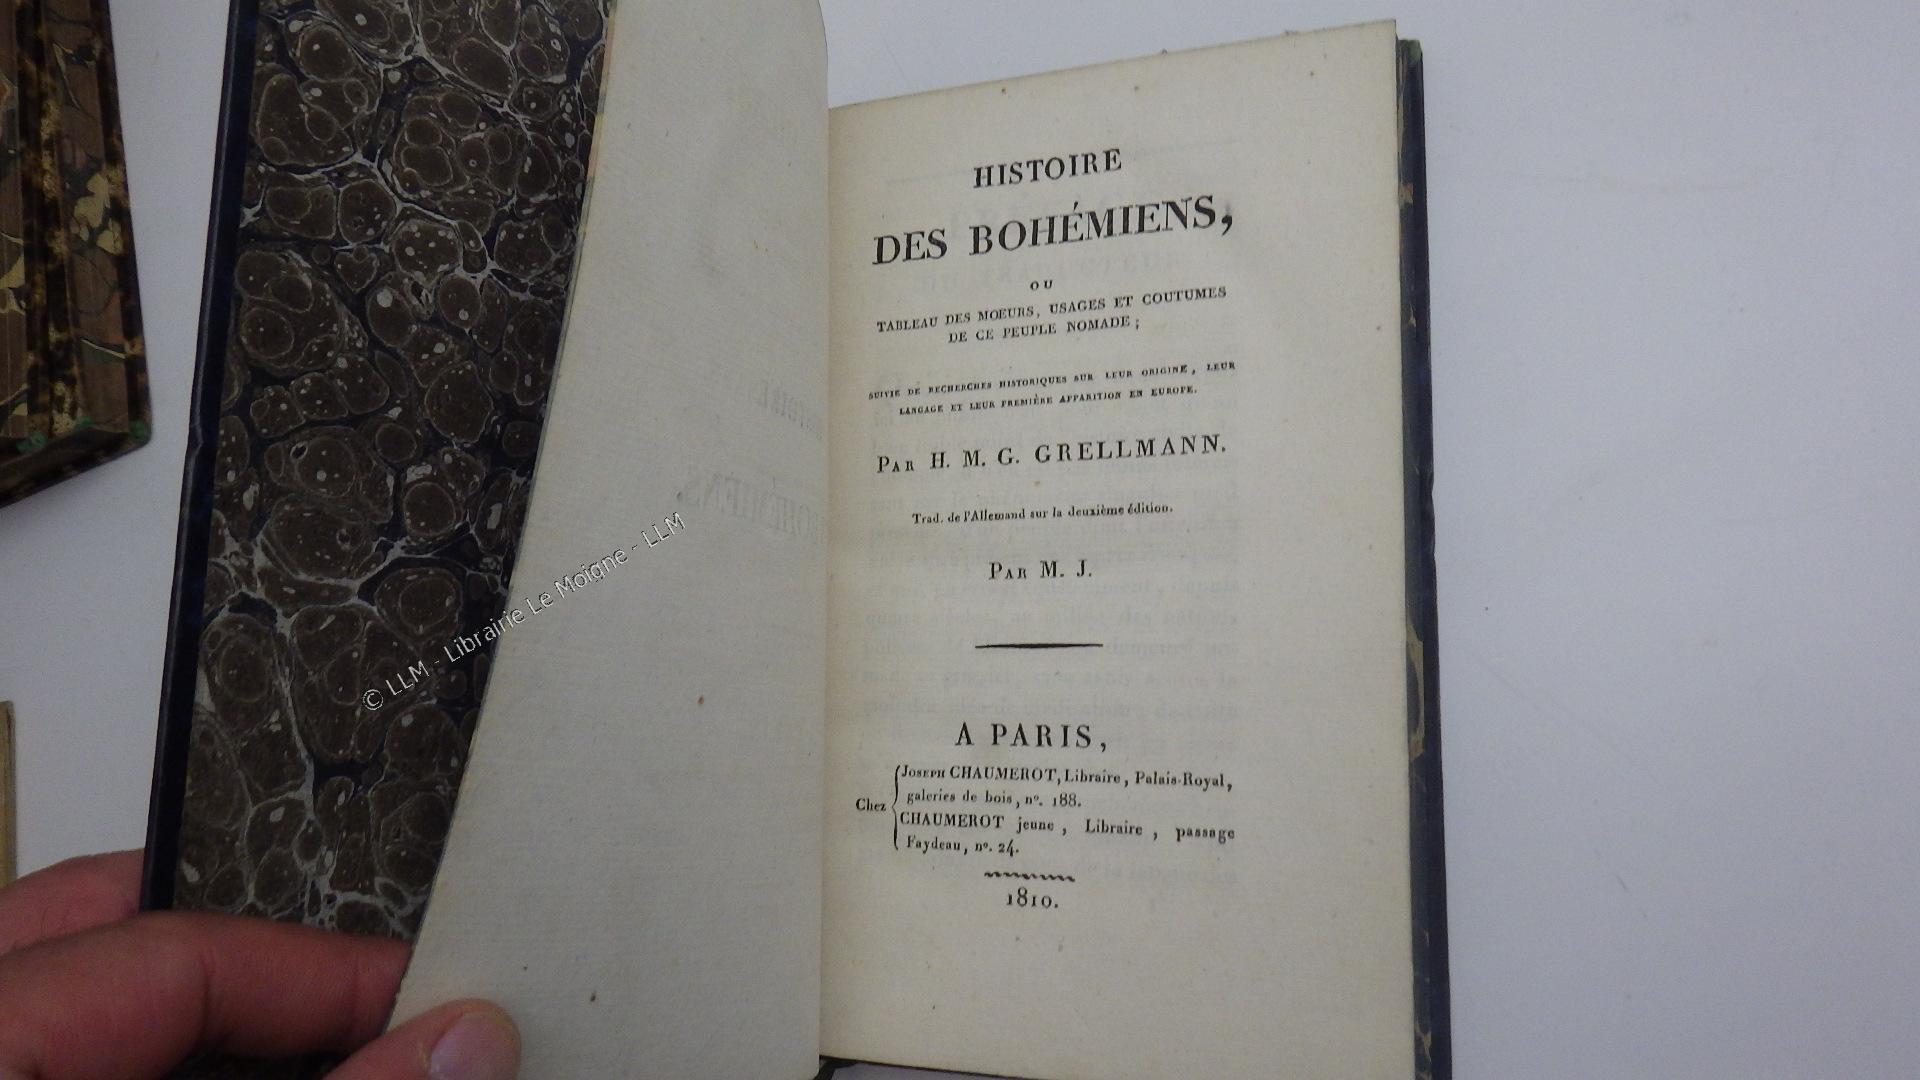 HISTOIRE
DES BOHÉMIENS,
OU
TABLEAU DES MOEURS, USAGES ET COUTUMES
DE CE PEUPLE NOMADE ;
SUIVIE DE RECHERCHES HISTORIQUES SUR LEUR ORIGINE, LEUR
LANGAGE ET LEUR PREMIÈRE APPARITION EN EUROPE.
PAR H. M. G. GRELLMANN.
Trad. de l'Allemand sur la deuxième édition.
PAR M. J.
A PARIS,
Chez
JOSEPH CHAUMEROT, Libraire, Palais-Royal,
galeries de bois, nº. 188.
CHAUMEROT jeune, Libraire, passage
Faydeau, nº. 24.
1810.
© LLM - Librairie Le Moigne - LLM